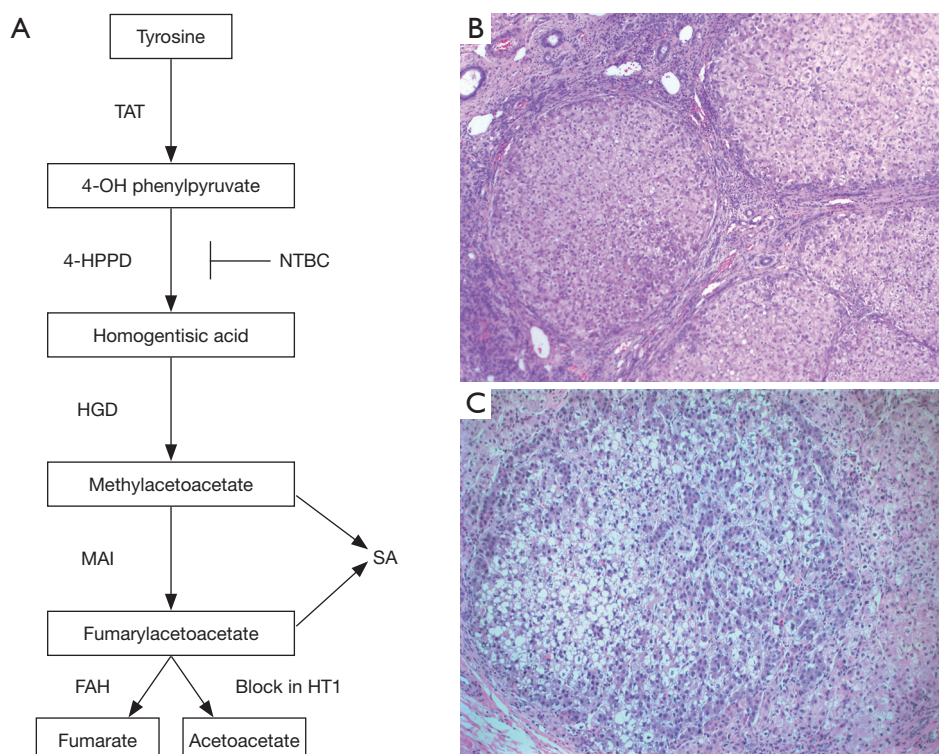 A
Tyrosine
TAT
4-OH phenylpyruvate
4-HPPD
NTBC
Homogentisic acid
HGD
Methylacetoacetate
MAI
SA
Fumarylacetoacetate
FAH
Block in HT1
Fumarate
Acetoacetate
B
C